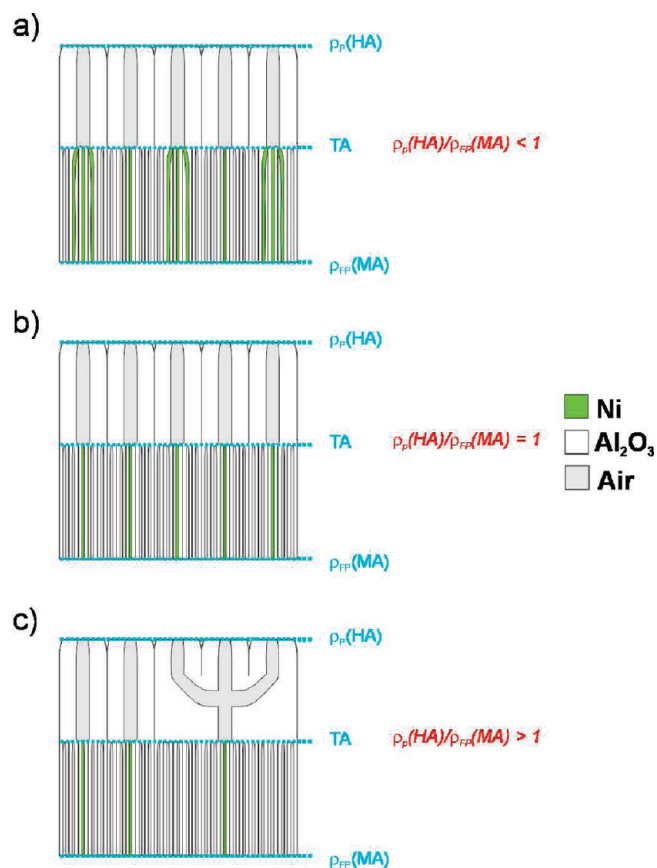 a)
ρₚ(HA)
TA
ρₚ(HA)/ρFP(MA) < 1
ρFP(MA)
b)
ρₚ(HA)
TA
ρₚ(HA)/ρFP(MA) = 1
ρFP(MA)
Ni
Al₂O₃
Air
c)
ρₚ(HA)
TA
ρₚ(HA)/ρFP(MA) > 1
ρFP(MA)